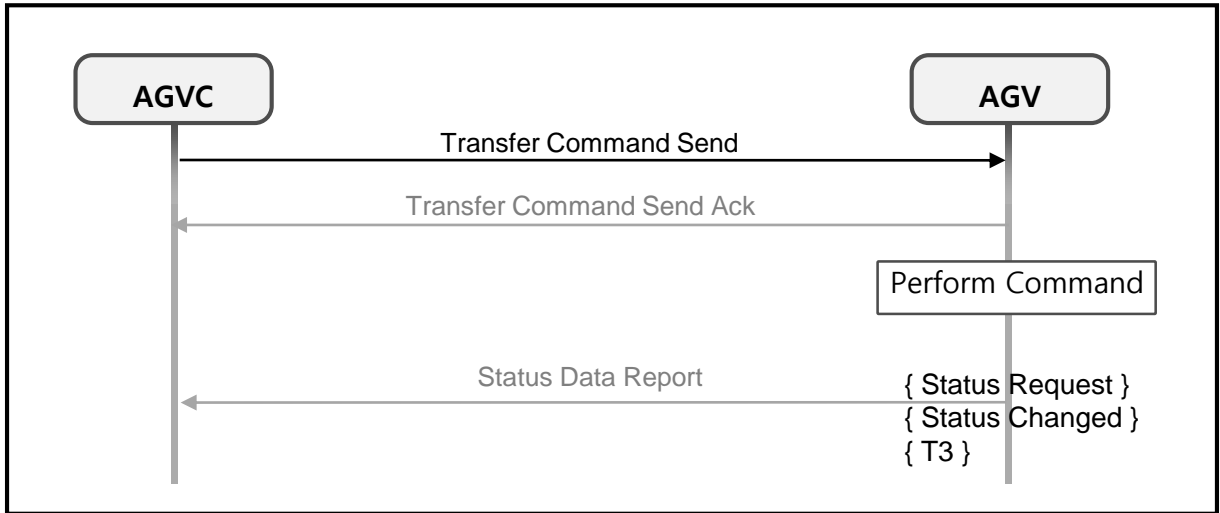 AGVC
AGV
Transfer Command Send
Transfer Command Send Ack
Perform Command
Status Data Report
{ Status Request }
{ Status Changed }
{ T3 }